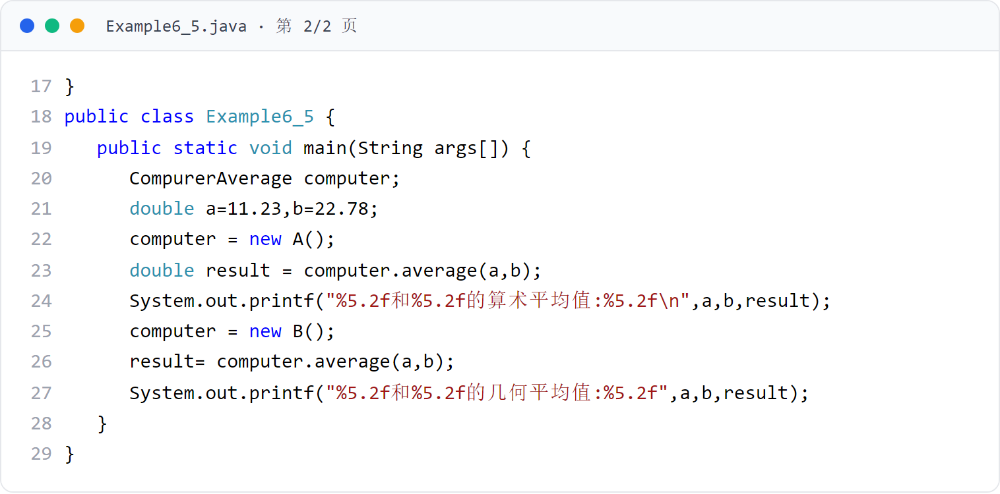 Example6_5.java · 第 2/2 页
17 }
18 public class Example6_5 {
19    public static void main(String args[]) {
20       CompurerAverage computer;
21       double a=11.23,b=22.78;
22       computer = new A();
23       double result = computer.average(a,b);
24       System.out.printf("%5.2f和%5.2f的算术平均值:%5.2f\n",a,b,result);
25       computer = new B();
26       result= computer.average(a,b);
27       System.out.printf("%5.2f和%5.2f的几何平均值:%5.2f",a,b,result);
28    }
29 }